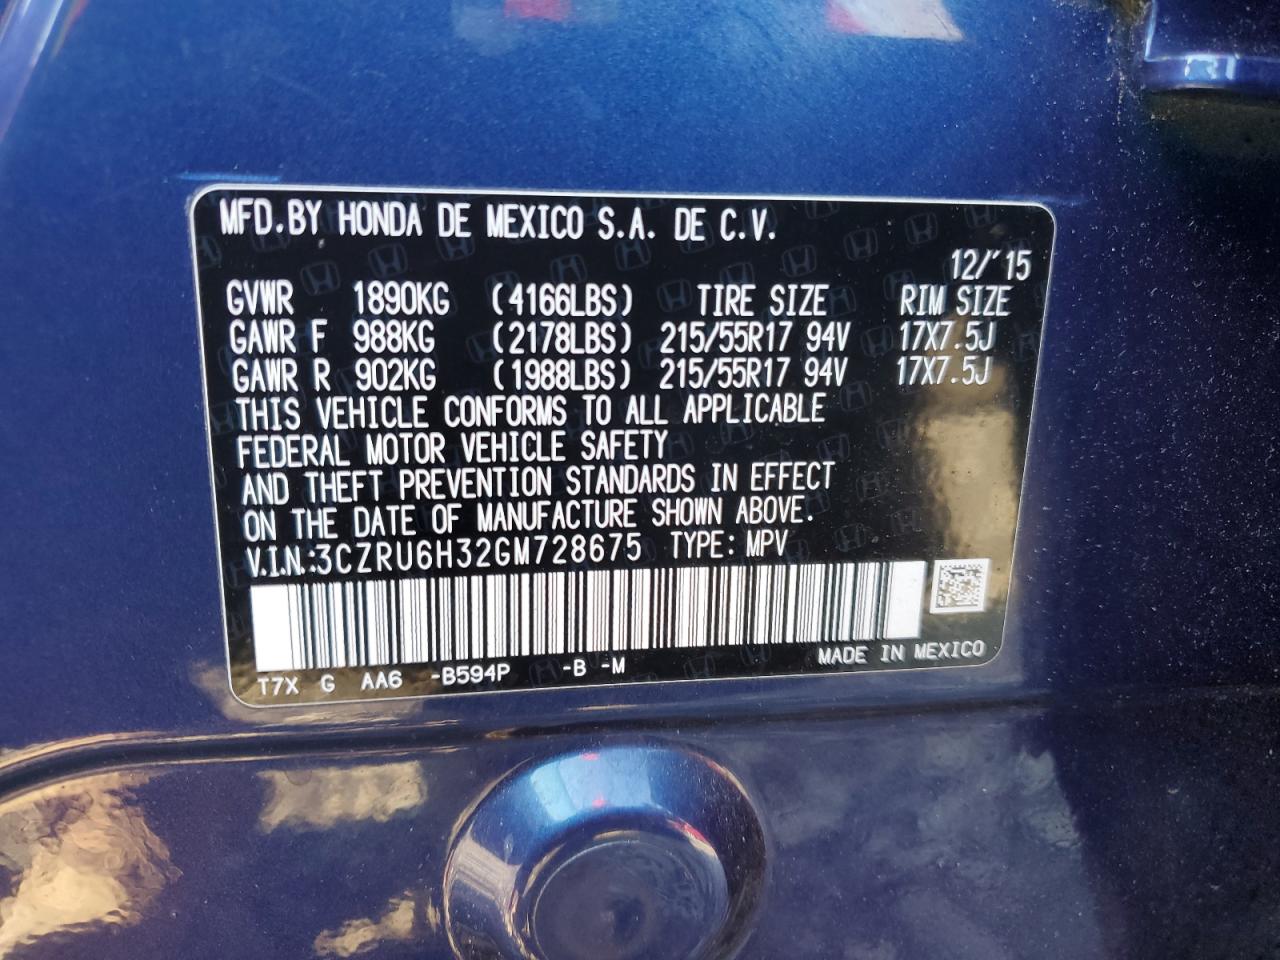 MFD.BY HONDA DE MEXICO S.A. DE C.V.
12/'15
GVWR 1890KG (4166LBS) TIRE SIZE RIM SIZE
GAWR F 988KG (2178LBS) 215/55R17 94V 17X7.5J
GAWR R 902KG (1988LBS) 215/55R17 94V 17X7.5J
THIS VEHICLE CONFORMS TO ALL APPLICABLE
FEDERAL MOTOR VEHICLE SAFETY
AND THEFT PREVENTION STANDARDS IN EFFECT
ON THE DATE OF MANUFACTURE SHOWN ABOVE.
V.I.N.:3CZRU6H32GM728675 TYPE: MPV
T7X G AA6 -B594P -B -M MADE IN MEXICO